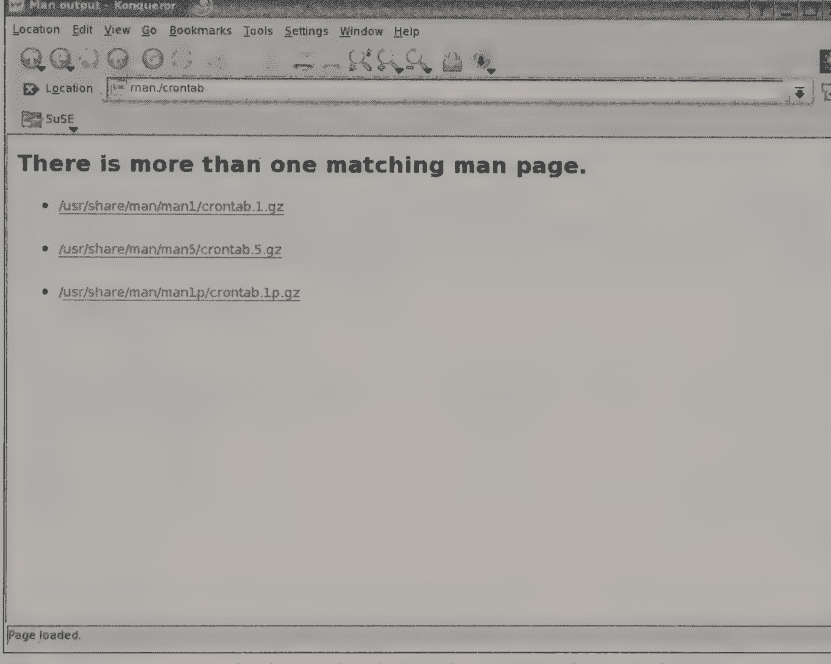 Man output - Konqueror
Location Edit View Go Bookmarks Tools Settings Window Help
Location man:/crontab
SuSE
There is more than one matching man page.
• /usr/share/man/man1/crontab.1.gz
• /usr/share/man/man5/crontab.5.gz
• /usr/share/man/man1p/crontab.1p.gz
Page loaded.